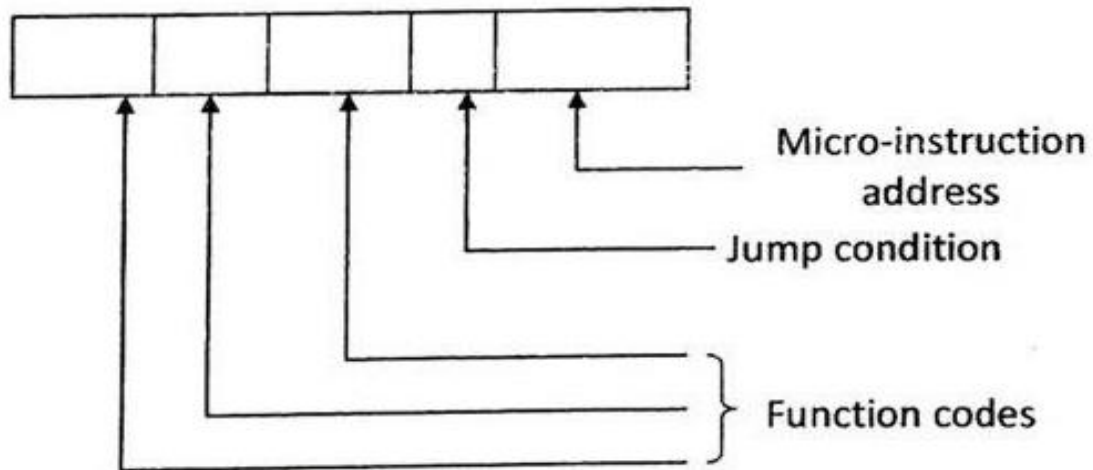 Micro-instruction
address
Jump condition
Function codes